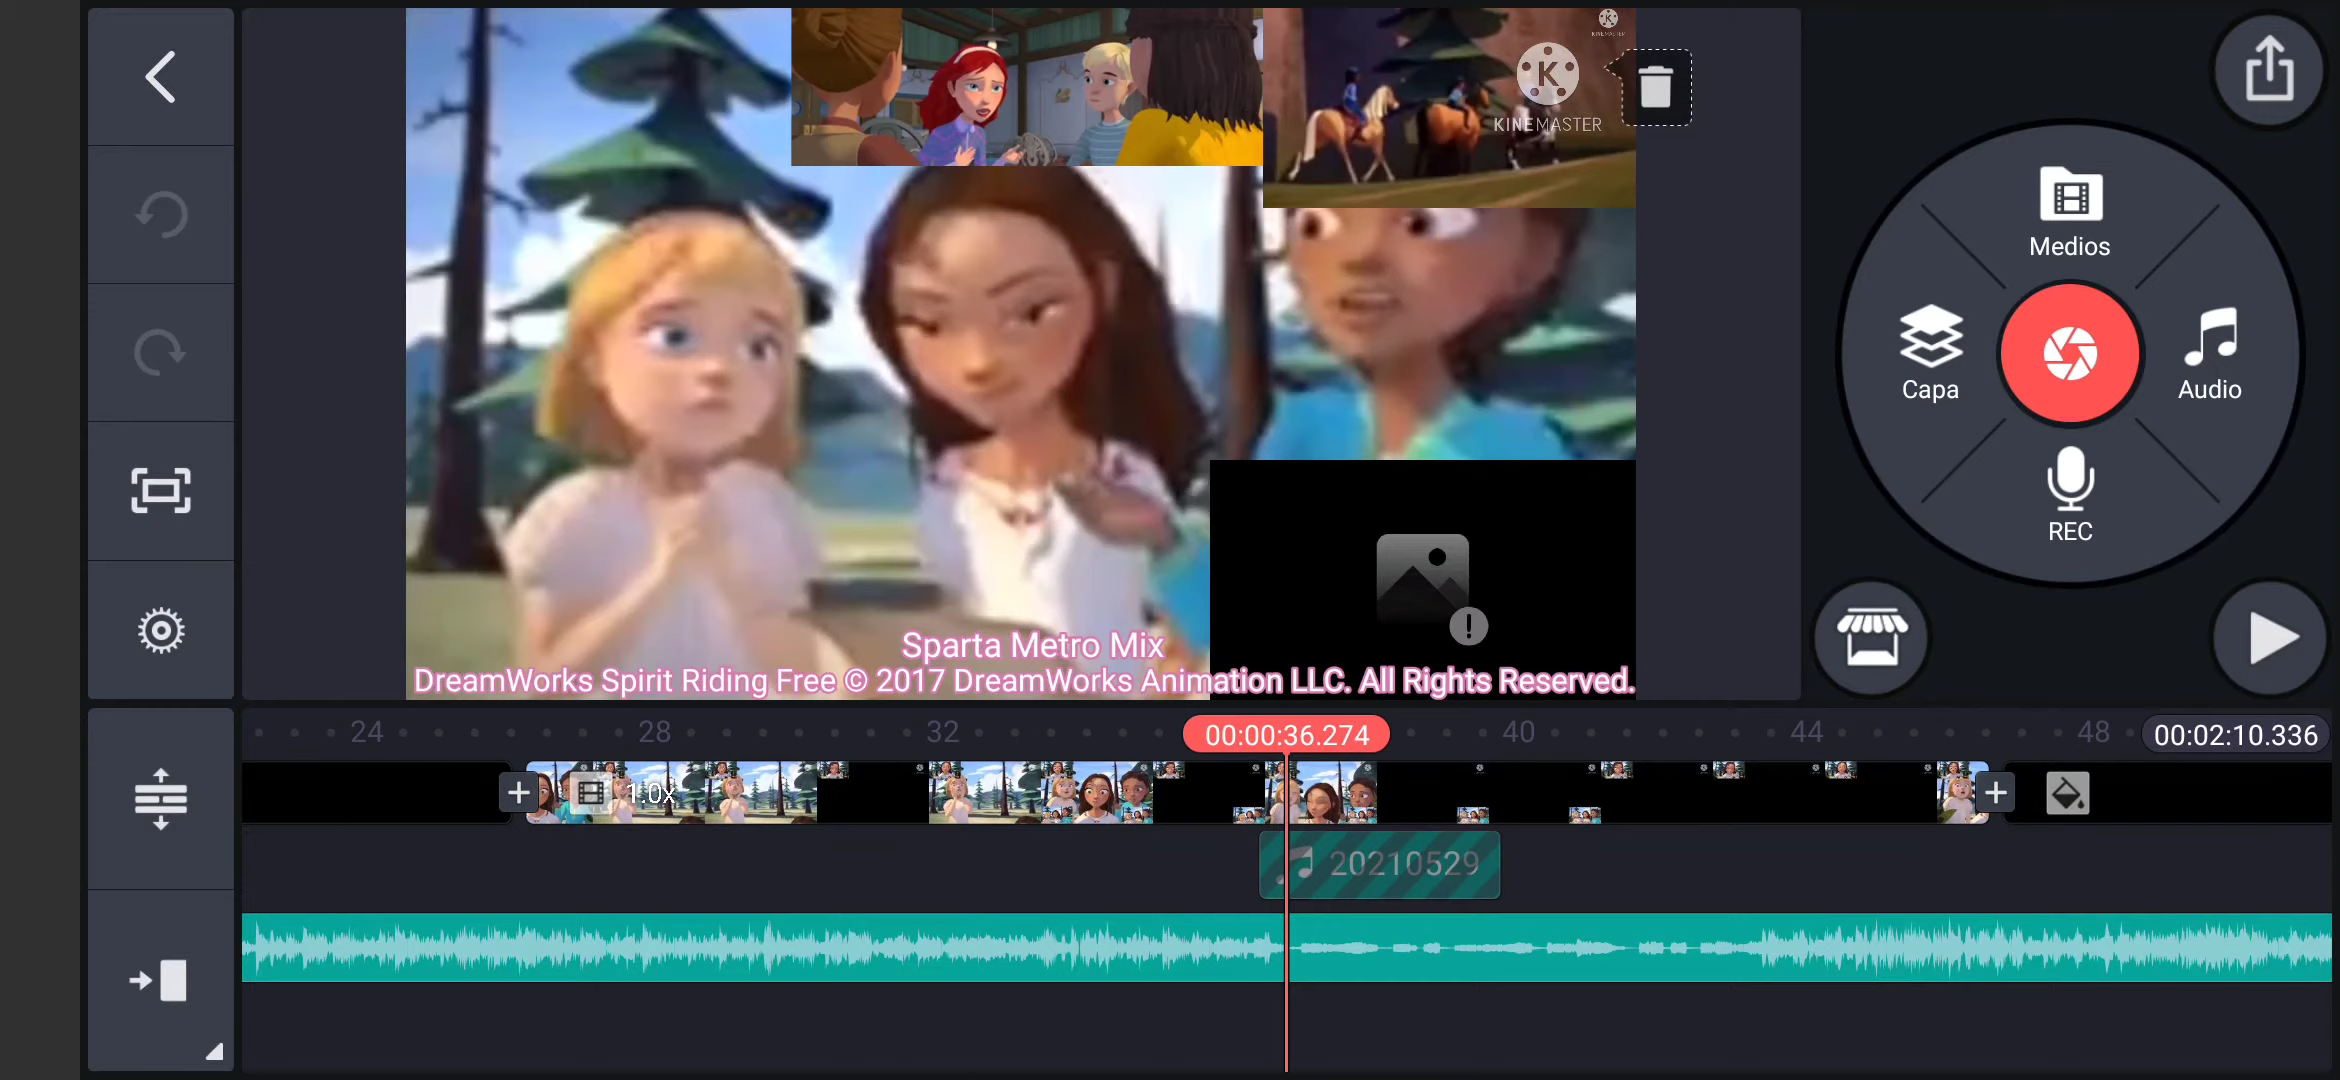 KINEMASTER
KINEMASTER
Medios
Capa
Audio
REC
Sparta Metro Mix
DreamWorks Spirit Riding Free © 2017 DreamWorks Animation LLC. All Rights Reserved.
24
28
32
00:00:36.274
40
44
48
00:02:10.336
1.0x
20210529